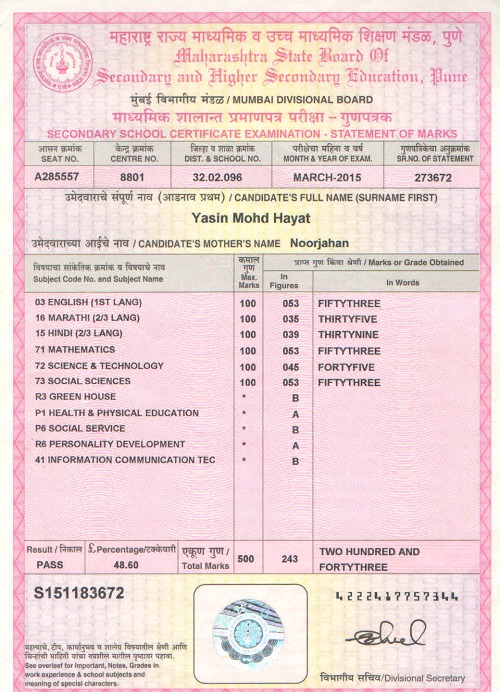 महाराष्ट्र राज्य माध्यमिक व उच्च माध्यमिक शिक्षण मंडळ, पुणे
Maharashtra State Board Of
Secondary and Higher Secondary Education, Pune
मुंबई विभागीय मंडळ / MUMBAI DIVISIONAL BOARD
माध्यमिक शालान्त प्रमाणपत्र परीक्षा – गुणपत्रक
SECONDARY SCHOOL CERTIFICATE EXAMINATION - STATEMENT OF MARKS
आसन क्रमांक केन्द्र क्रमांक जिल्हा व शाळा क्रमांक परीक्षेचा महिना व वर्ष गुणपत्रिकेचा अनुक्रमांक
SEAT NO. CENTRE NO. DIST. & SCHOOL NO. MONTH & YEAR OF EXAM. SR.NO. OF STATEMENT
A285557 8801 32.02.096 MARCH-2015 273672
उमेदवाराचे संपूर्ण नाव (आडनाव प्रथम) / CANDIDATE'S FULL NAME (SURNAME FIRST)
Yasin Mohd Hayat
उमेदवाराच्या आईचे नाव / CANDIDATE'S MOTHER'S NAME Noorjahan
विषयाचा सांकेतिक क्रमांक व विषयाचे नाव
Subject Code No. and Subject Name
कमाल
गुण
Max.
Marks
प्राप्त गुण किंवा श्रेणी / Marks or Grade Obtained
In
Figures
In Words
03 ENGLISH (1ST LANG) 100 053 FIFTYTHREE
16 MARATHI (2/3 LANG) 100 035 THIRTYFIVE
15 HINDI (2/3 LANG) 100 039 THIRTYNINE
71 MATHEMATICS 100 053 FIFTYTHREE
72 SCIENCE & TECHNOLOGY 100 045 FORTYFIVE
73 SOCIAL SCIENCES 100 053 FIFTYTHREE
R3 GREEN HOUSE * B
P1 HEALTH & PHYSICAL EDUCATION * A
P6 SOCIAL SERVICE * B
R6 PERSONALITY DEVELOPMENT * A
41 INFORMATION COMMUNICATION TEC * B
Result / निकाल £ Percentage/टक्केवारी एकूण गुण /
PASS 48.60 Total Marks 500 243 TWO HUNDRED AND
FORTYTHREE
S151183672
4222417757344
महत्वाचे, टीप, कार्यानुभव व शालेय विषयातील श्रेणी आणि
चिन्हांची माहिती यांचा तपशील मागील पृष्ठावर पहावा.
See overleaf for Important, Notes, Grades in
work experience & school subjects and
meaning of special characters.
विभागीय सचिव/Divisional Secretary